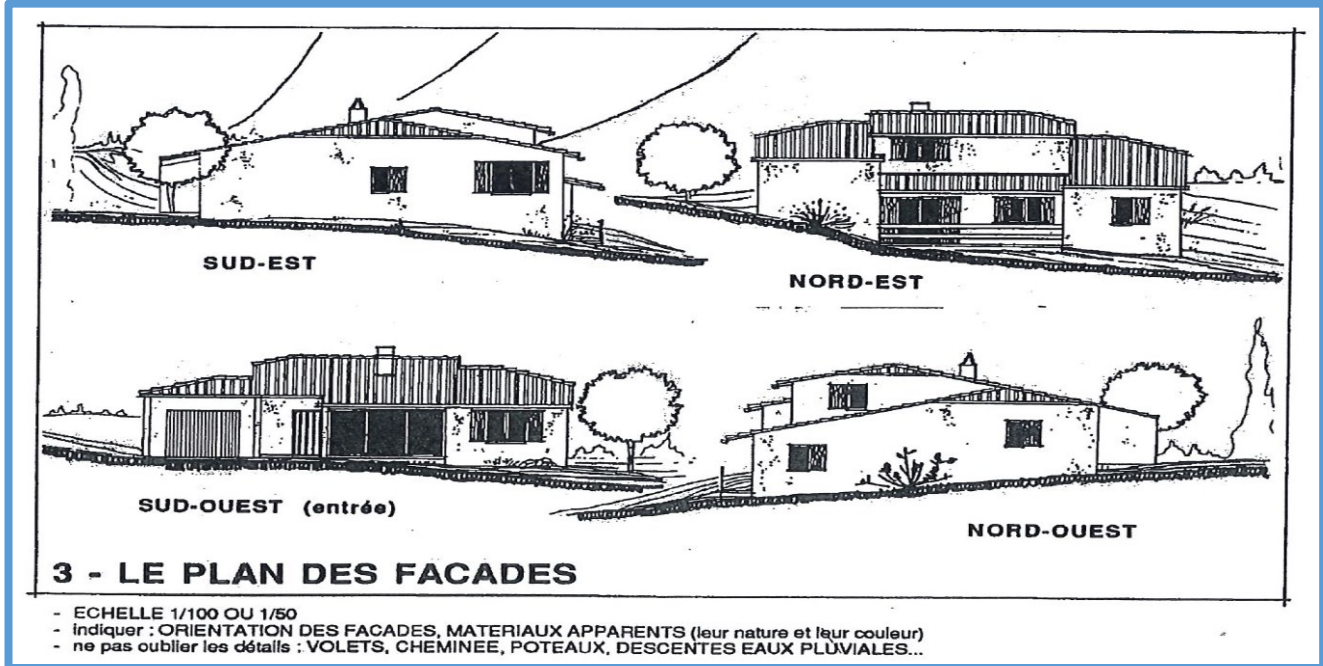 SUD-EST
NORD-EST
SUD-OUEST (entrée)
NORD-OUEST
3 - LE PLAN DES FACADES
- ECHELLE 1/100 OU 1/50
- indiquer : ORIENTATION DES FACADES, MATERIAUX APPARENTS (leur nature et leur couleur)
- ne pas oublier les détails : VOLETS, CHEMINEE, POTEAUX, DESCENTES EAUX PLUVIALES...